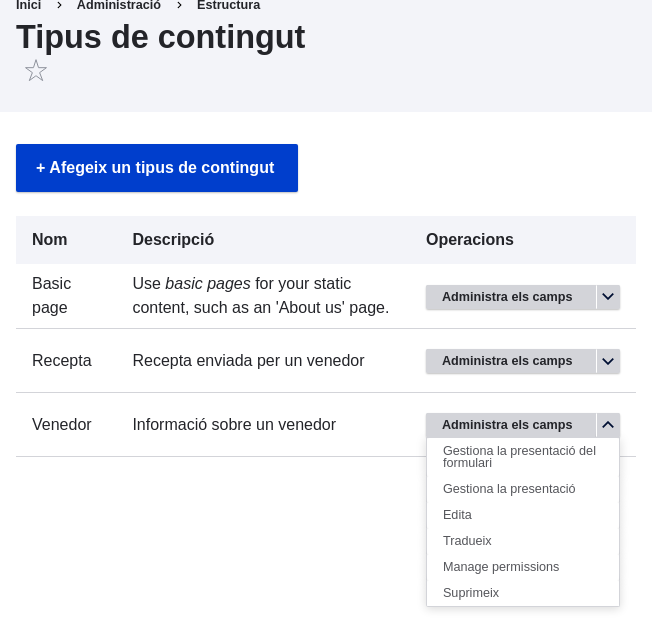 Inici > Administració > Estructura
Tipus de contingut
+ Afegeix un tipus de contingut
Nom Descripció Operacions
Basic page Use basic pages for your static
content, such as an 'About us' page. Administra els camps
Recepta Recepta enviada per un venedor Administra els camps
Venedor Informació sobre un venedor Administra els camps
Gestiona la presentació del
formulari
Gestiona la presentació
Edita
Tradueix
Manage permissions
Suprimeix